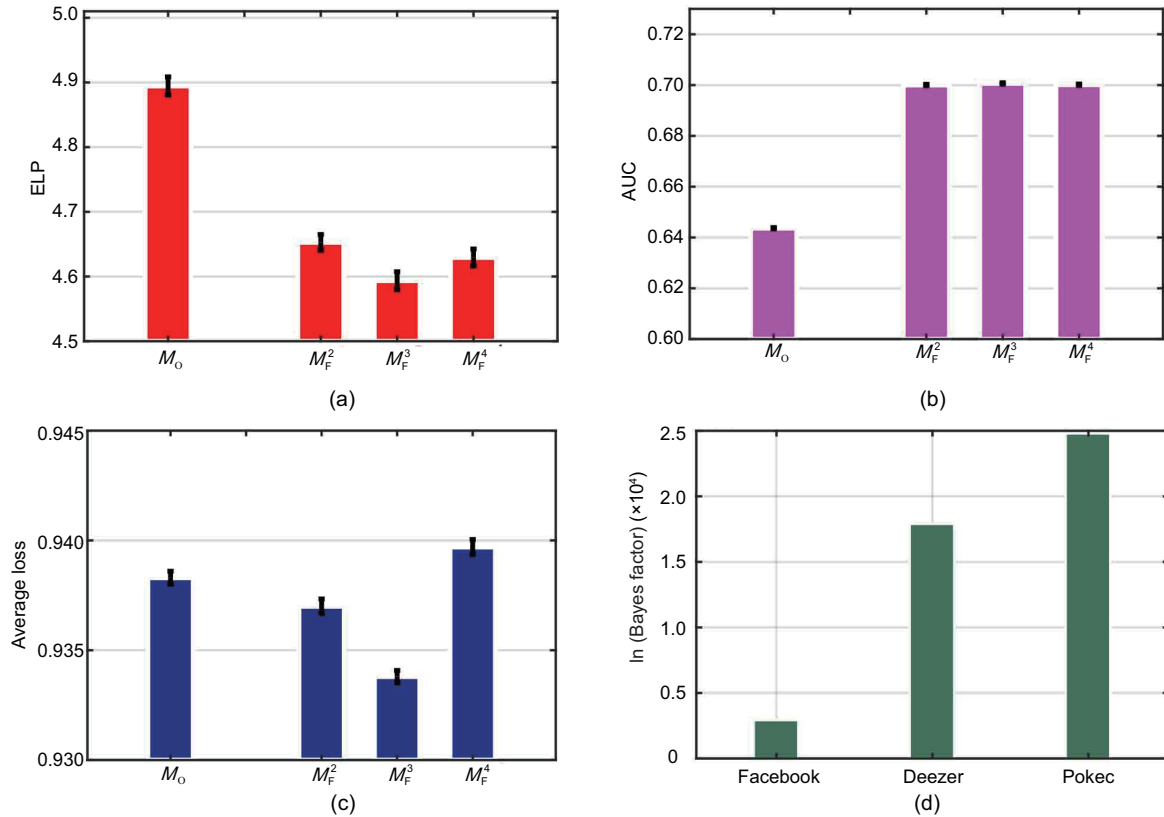 5.0
4.9
4.8
4.7
4.6
4.5
ELP
M_O
M_F^2
M_F^3
M_F^4
(a)
0.72
0.70
0.68
0.66
0.64
0.62
0.60
AUC
M_O
M_F^2
M_F^3
M_F^4
(b)
0.945
0.940
0.935
0.930
Average loss
M_O
M_F^2
M_F^3
M_F^4
(c)
2.5
2.0
1.5
1.0
0.5
0
ln (Bayes factor) (×10⁴)
Facebook Deezer Pokec
(d)